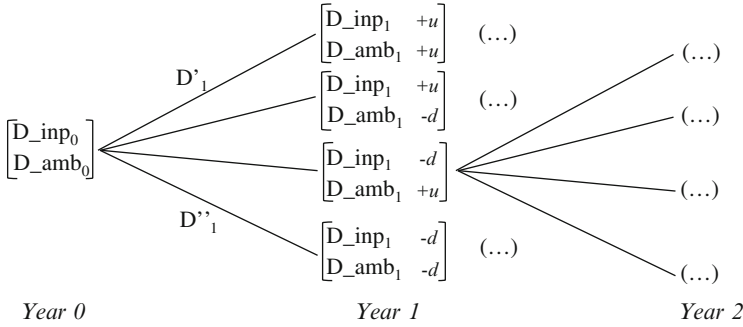 D_inp₁ +u
D_amb₁ +u
(…)
D'₁
D_inp₁ +u
D_amb₁ -d
(…)
D_inp₀
D_amb₀
D_inp₁ -d
D_amb₁ +u
D''₁
D_inp₁ -d
D_amb₁ -d
(…)
(…)
(…)
(…)
(…)
Year 0 Year 1 Year 2